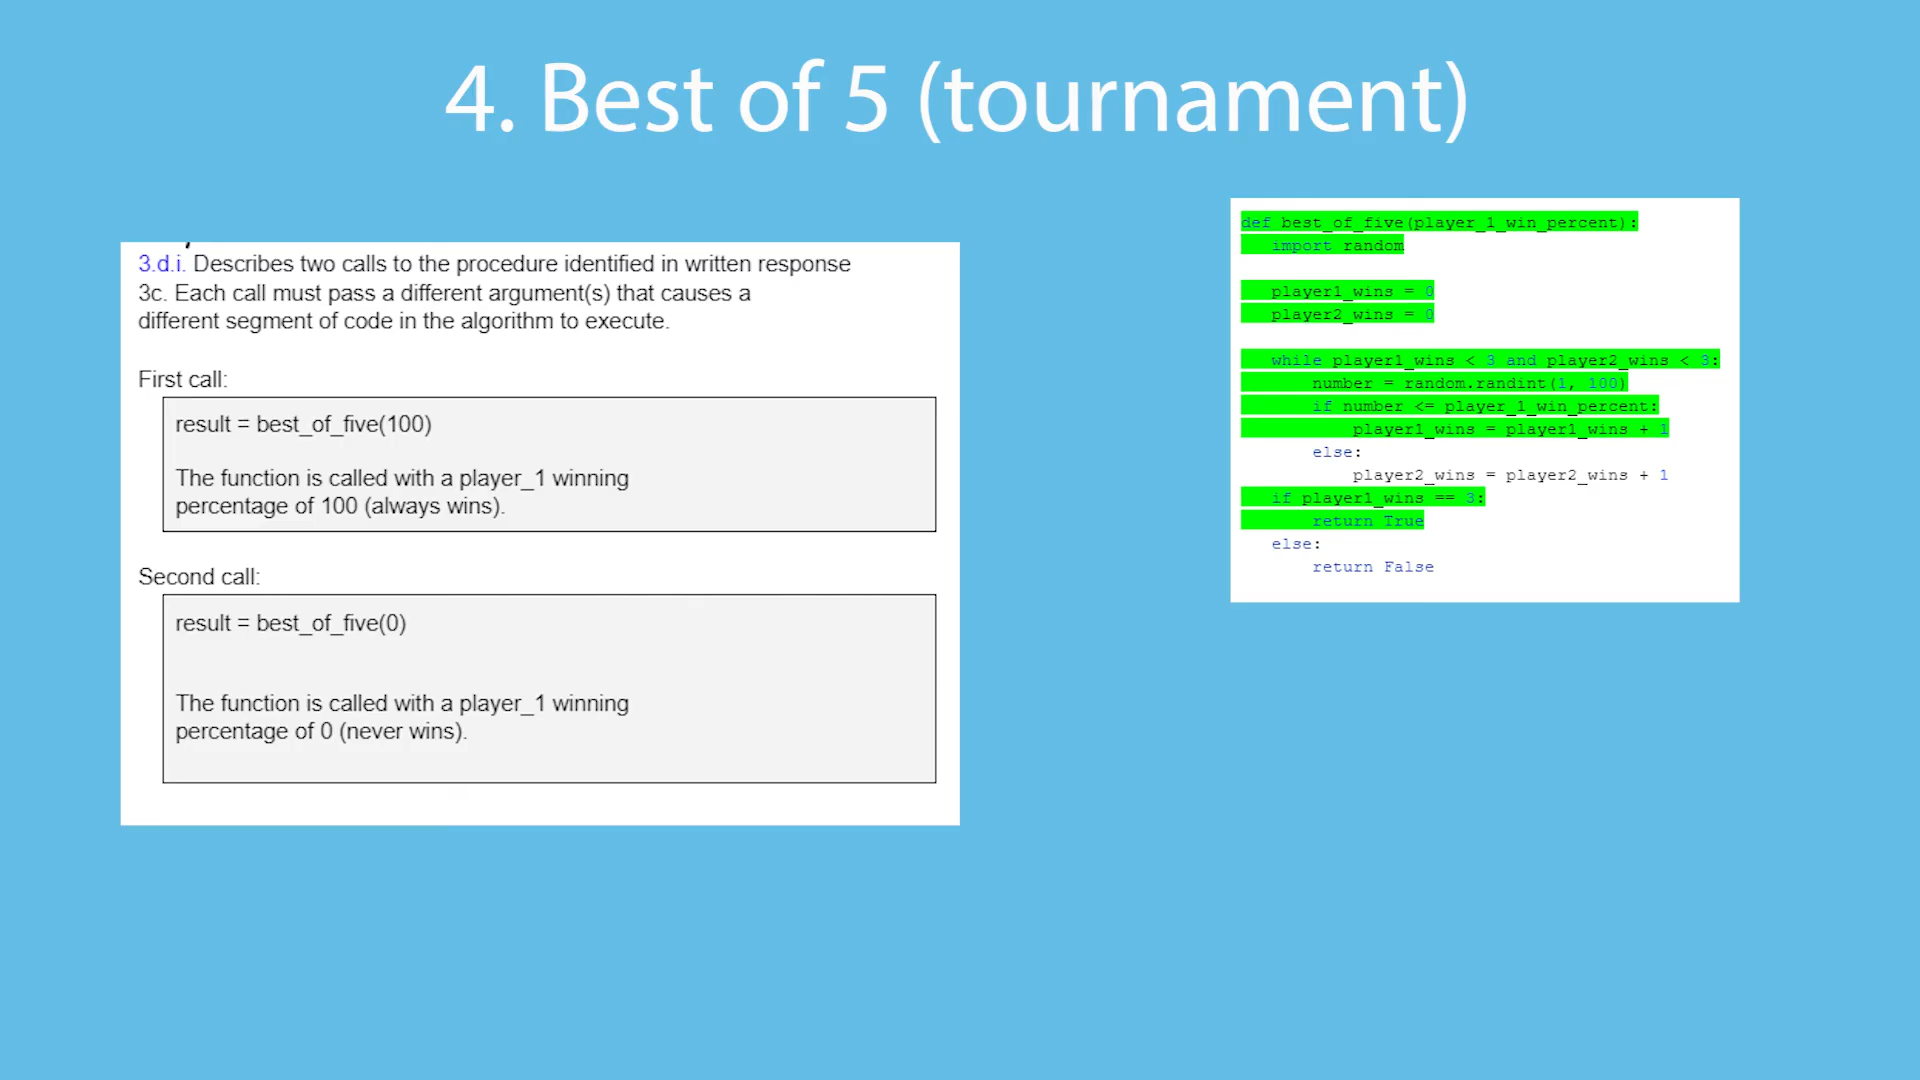 4. Best of 5 (tournament)
3.d.i. Describes two calls to the procedure identified in written response
3c. Each call must pass a different argument(s) that causes a
different segment of code in the algorithm to execute.
First call:
result = best_of_five(100)
The function is called with a player_1 winning
percentage of 100 (always wins).
Second call:
result = best_of_five(0)
The function is called with a player_1 winning
percentage of 0 (never wins).
def best_of_five(player_1_win_percent):
import random
player1_wins = 0
player2_wins = 0
while player1_wins < 3 and player2_wins < 3:
number = random.randint(1, 100)
if number <= player_1_win_percent:
player1_wins = player1_wins + 1
else:
player2_wins = player2_wins + 1
if player1_wins == 3:
return True
else:
return False